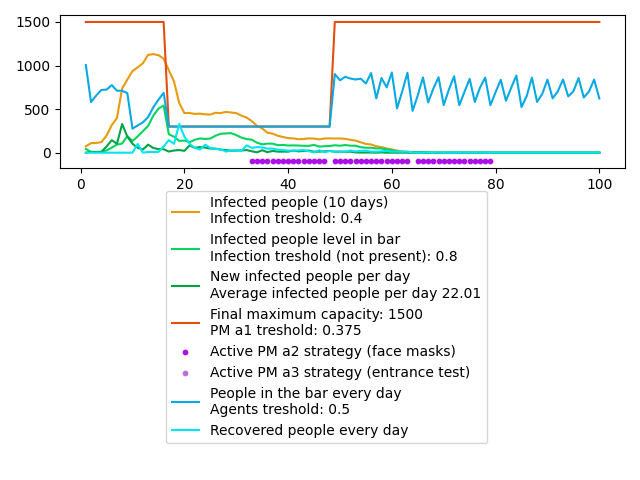 1500
1000
500
0
0
20
40
60
80
100
Infected people (10 days)
Infection treshold: 0.4
Infected people level in bar
Infection treshold (not present): 0.8
New infected people per day
Average infected people per day 22.01
Final maximum capacity: 1500
PM a1 treshold: 0.375
Active PM a2 strategy (face masks)
Active PM a3 strategy (entrance test)
People in the bar every day
Agents treshold: 0.5
Recovered people every day